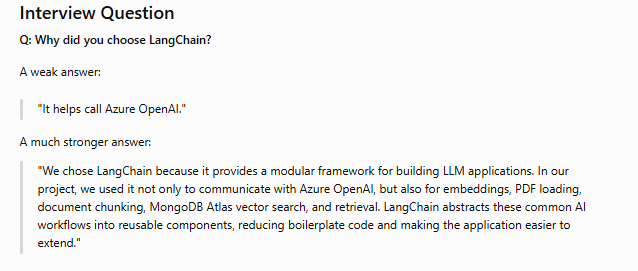 Interview Question
Q: Why did you choose LangChain?
A weak answer:
"It helps call Azure OpenAI."
A much stronger answer:
"We chose LangChain because it provides a modular framework for building LLM applications. In our
project, we used it not only to communicate with Azure OpenAI, but also for embeddings, PDF loading,
document chunking, MongoDB Atlas vector search, and retrieval. LangChain abstracts these common AI
workflows into reusable components, reducing boilerplate code and making the application easier to
extend."